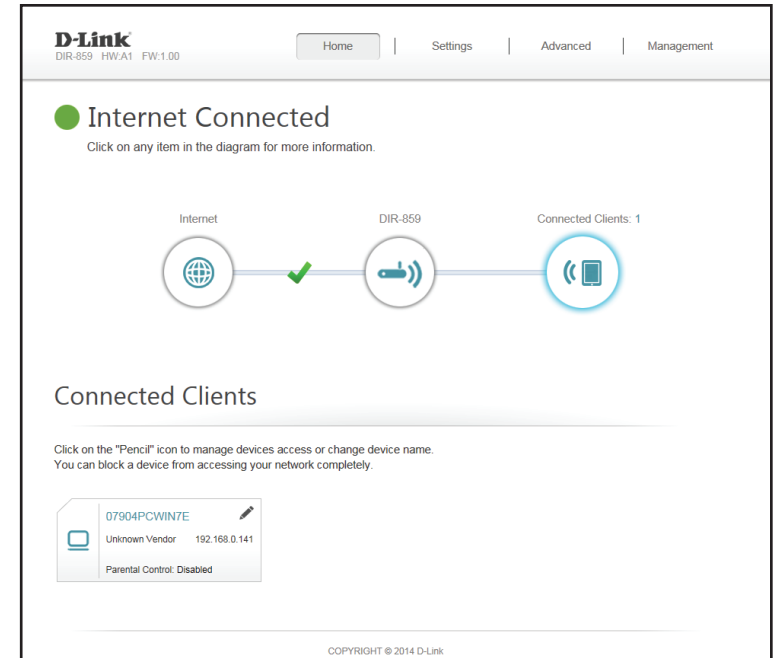 D-Link
DIR-859 HW:A1 FW:1.00
Home
Settings
Advanced
Management
Internet Connected
Click on any item in the diagram for more information.
Internet
DIR-859
Connected Clients: 1
Connected Clients
Click on the "Pencil" icon to manage devices access or change device name.
You can block a device from accessing your network completely.
07904PCWIN7E
Unknown Vendor 192.168.0.141
Parental Control: Disabled
COPYRIGHT © 2014 D-Link